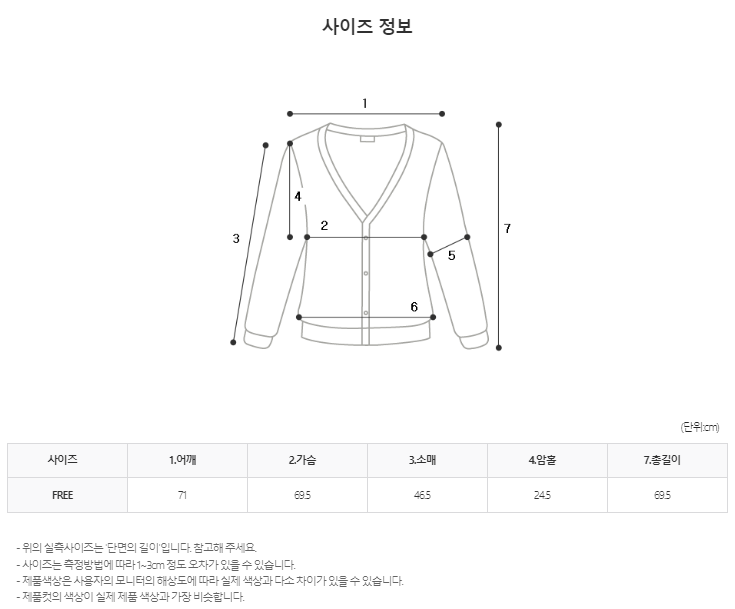 사이즈 정보
1
4
2
3
7
5
6
(단위:cm)
사이즈 1.어깨 2.가슴 3.소매 4.암홀 7.총길이
FREE 71 69.5 46.5 24.5 69.5
- 위의 실측사이즈는 '단면의 길이'입니다. 참고해 주세요.
- 사이즈는 측정방법에 따라 1~3cm 정도 오차가 있을 수 있습니다.
- 제품색상은 사용자의 모니터의 해상도에 따라 실제 색상과 다소 차이가 있을 수 있습니다.
- 제품컷의 색상이 실제 제품 색상과 가장 비슷합니다.